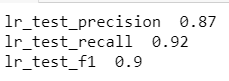 lr_test_precision 0.87
lr_test_recall 0.92
lr_test_f1 0.9